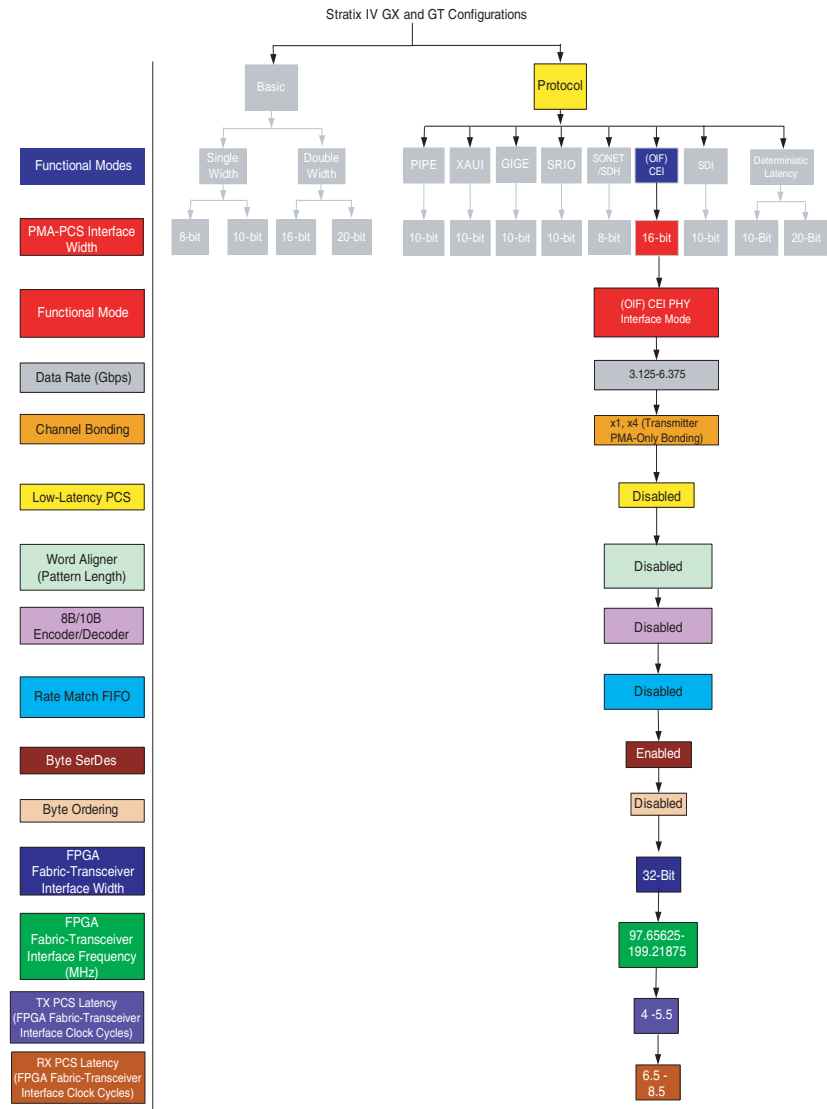 Stratix IV GX and GT Configurations
Basic
Protocol
Functional Modes
Single
Width
Double
Width
PIPE
XAUI
GIGE
SRIO
SONET
/SDH
(OIF)
CEI
SDI
Deterministic
Latency
PMA-PCS Interface
Width
8-bit
10-bit
16-bit
20-bit
10-bit
10-bit
10-bit
10-bit
8-bit
16-bit
10-bit
10-Bit
20-Bit
Functional Mode
(OIF) CEI PHY
Interface Mode
Data Rate (Gbps)
3.125-6.375
Channel Bonding
x1, x4 (Transmitter
PMA-Only Bonding)
Low-Latency PCS
Disabled
Word Aligner
(Pattern Length)
Disabled
8B/10B
Encoder/Decoder
Disabled
Rate Match FIFO
Disabled
Byte SerDes
Enabled
Byte Ordering
Disabled
FPGA
Fabric-Transceiver
Interface Width
32-Bit
FPGA
Fabric-Transceiver
Interface Frequency
(MHz)
97.65625-
199.21875
TX PCS Latency
(FPGA Fabric-Transceiver
Interface Clock Cycles)
4 -5.5
RX PCS Latency
(FPGA Fabric-Transceiver
Interface Clock Cycles)
6.5 -
8.5